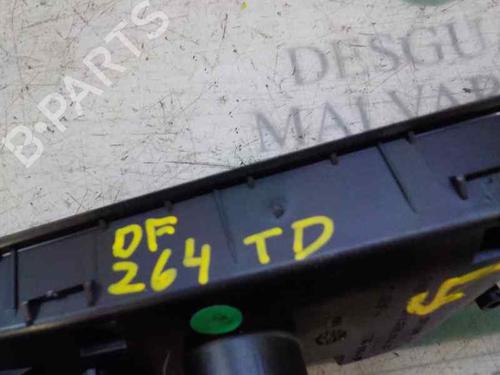 B-PARTS
DESGU
MALVAR
DF
264 TD